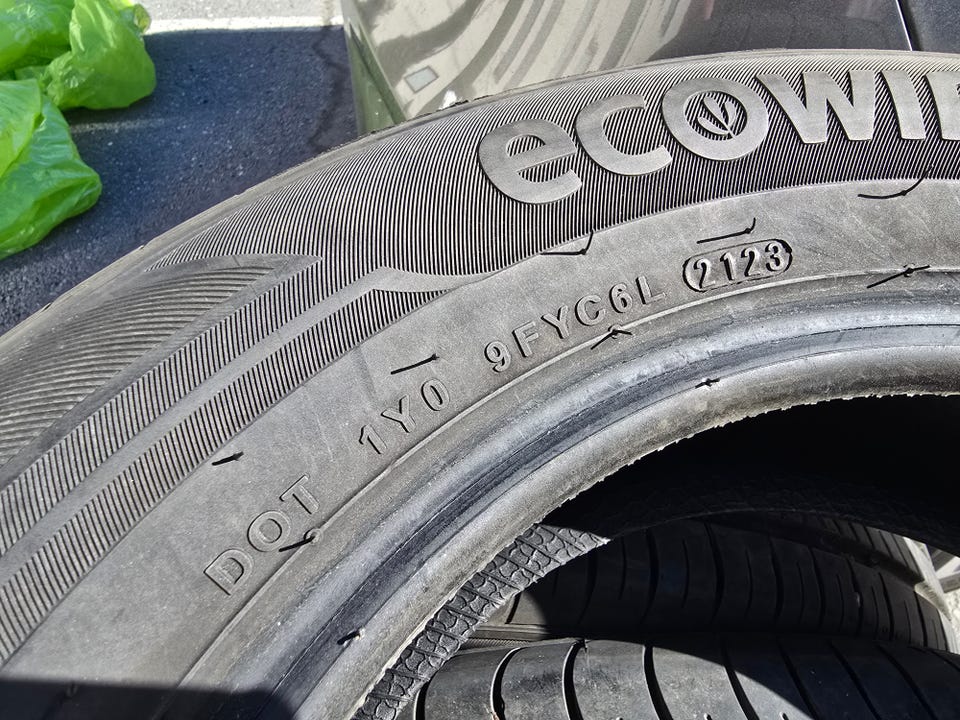 ecowi
DOT 1Y0 9FYC6L 2123